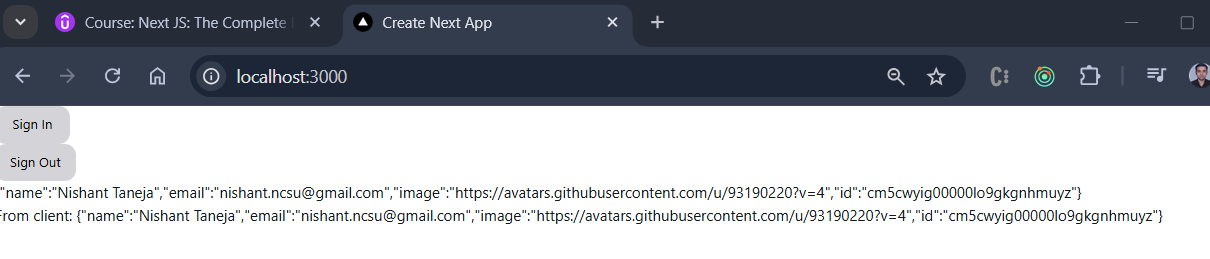 Course: Next JS: The Complete
Create Next App
localhost:3000
Sign In
Sign Out
"name":"Nishant Taneja","email":"nishant.ncsu@gmail.com","image":"https://avatars.githubusercontent.com/u/93190220?v=4","id":"cm5cwyig00000lo9gkgnhmuyz"}
From client: {"name":"Nishant Taneja","email":"nishant.ncsu@gmail.com","image":"https://avatars.githubusercontent.com/u/93190220?v=4","id":"cm5cwyig00000lo9gkgnhmuyz"}